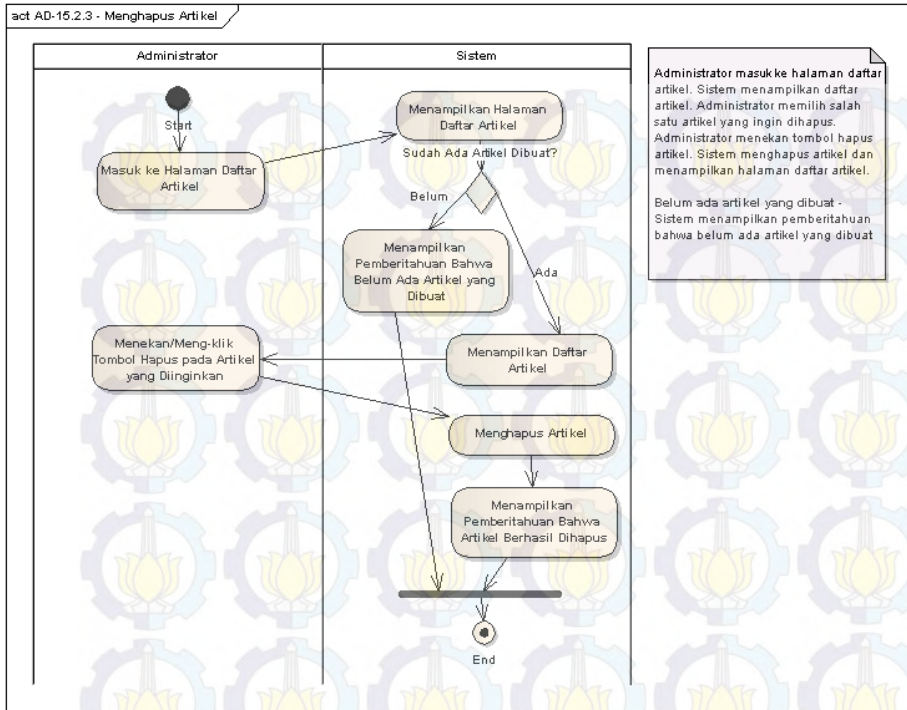 act AD-15.2.3 - Menghapus Artikel
Administrator
Sistem
Start
Masuk ke Halaman Daftar
Artikel
Menampilkan Halaman
Daftar Artikel
Sudah Ada Artikel Dibuat?
Belum
Menampilkan
Pemberitahuan Bahwa
Belum Ada Artikel yang
Dibuat
Ada
Menampilkan Daftar
Artikel
Menekan/Meng-klik
Tombol Hapus pada Artikel
yang Diinginkan
Menghapus Artikel
Menampilkan
Pemberitahuan Bahwa
Artikel Berhasil Dihapus
End
Administrator masuk ke halaman daftar
artikel. Sistem menampilkan daftar
artikel. Administrator memilih salah
satu artikel yang ingin dihapus.
Administrator menekan tombol hapus
artikel. Sistem menghapus artikel dan
menampilkan halaman daftar artikel.
Belum ada artikel yang dibuat -
Sistem menampilkan pemberitahuan
bahwa belum ada artikel yang dibuat